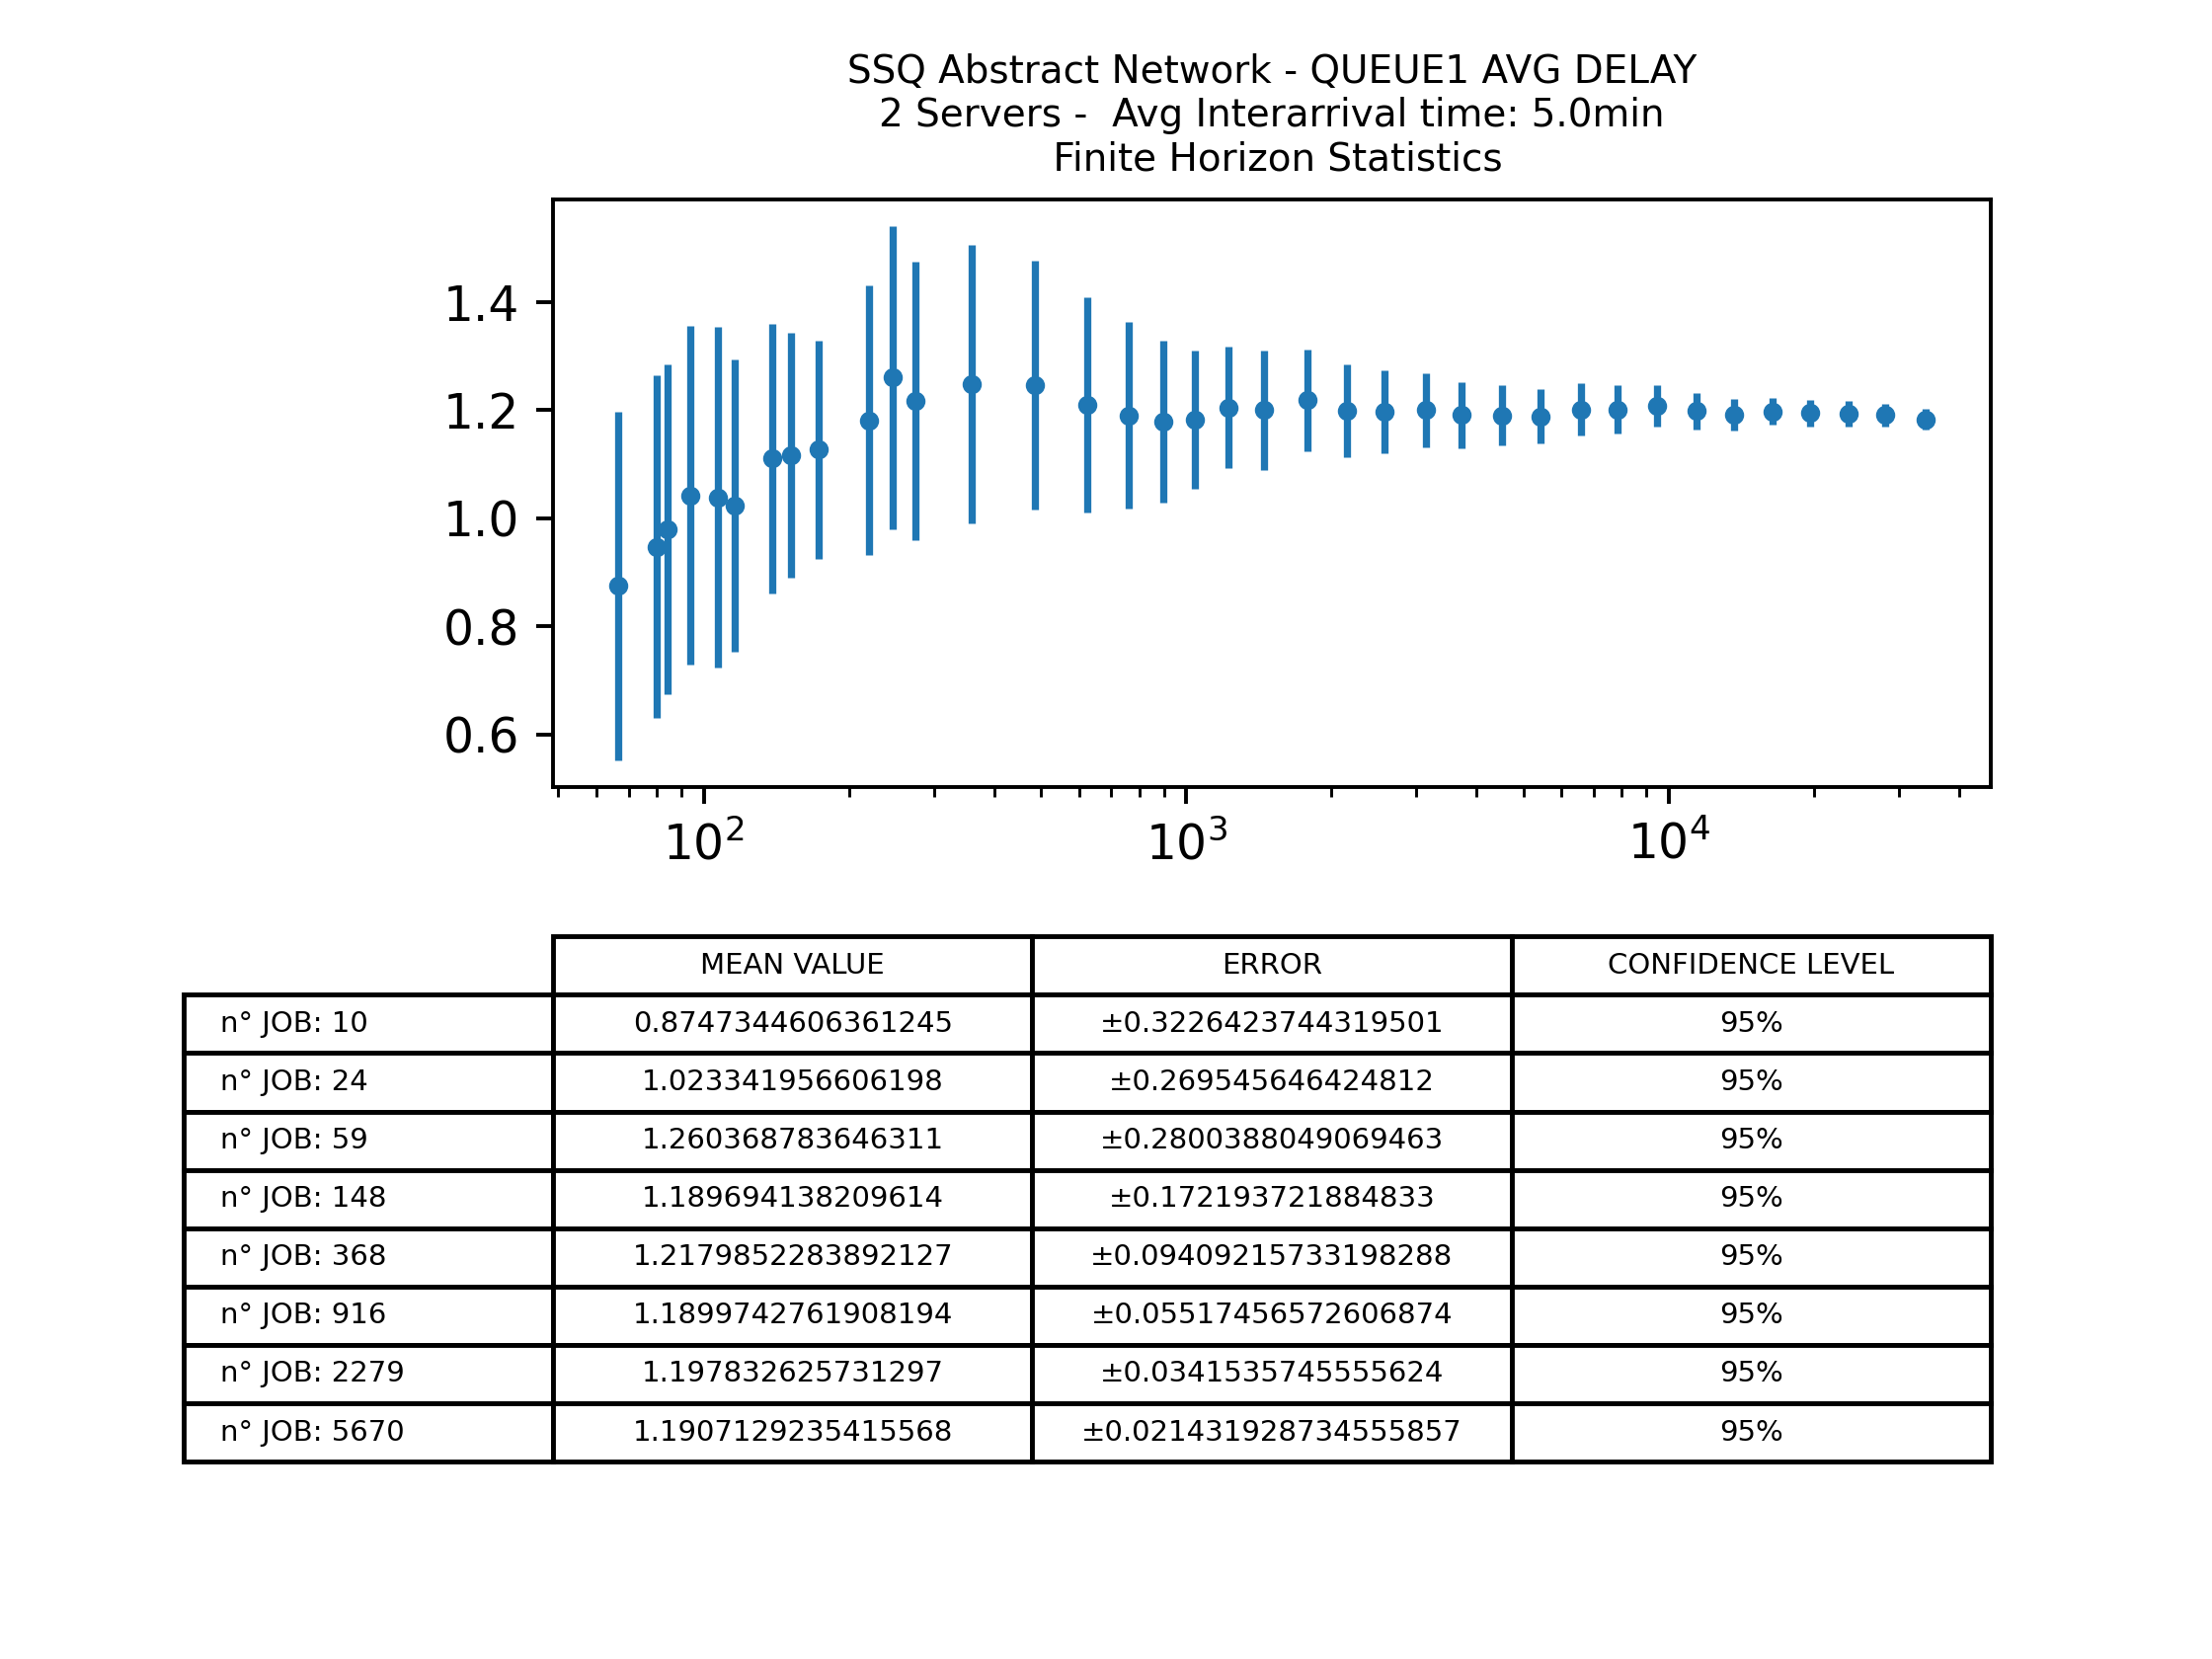 SSQ Abstract Network - QUEUE1 AVG DELAY
2 Servers -  Avg Interarrival time: 5.0min
Finite Horizon Statistics
1.4
1.2
1.0
0.8
0.6
10² 10³ 10⁴
MEAN VALUE ERROR CONFIDENCE LEVEL
n° JOB: 10 0.8747344606361245 ±0.3226423744319501 95%
n° JOB: 24 1.023341956606198 ±0.269545646424812 95%
n° JOB: 59 1.260368783646311 ±0.2800388049069463 95%
n° JOB: 148 1.189694138209614 ±0.172193721884833 95%
n° JOB: 368 1.2179852283892127 ±0.09409215733198288 95%
n° JOB: 916 1.1899742761908194 ±0.05517456572606874 95%
n° JOB: 2279 1.197832625731297 ±0.0341535745555624 95%
n° JOB: 5670 1.1907129235415568 ±0.021431928734555857 95%